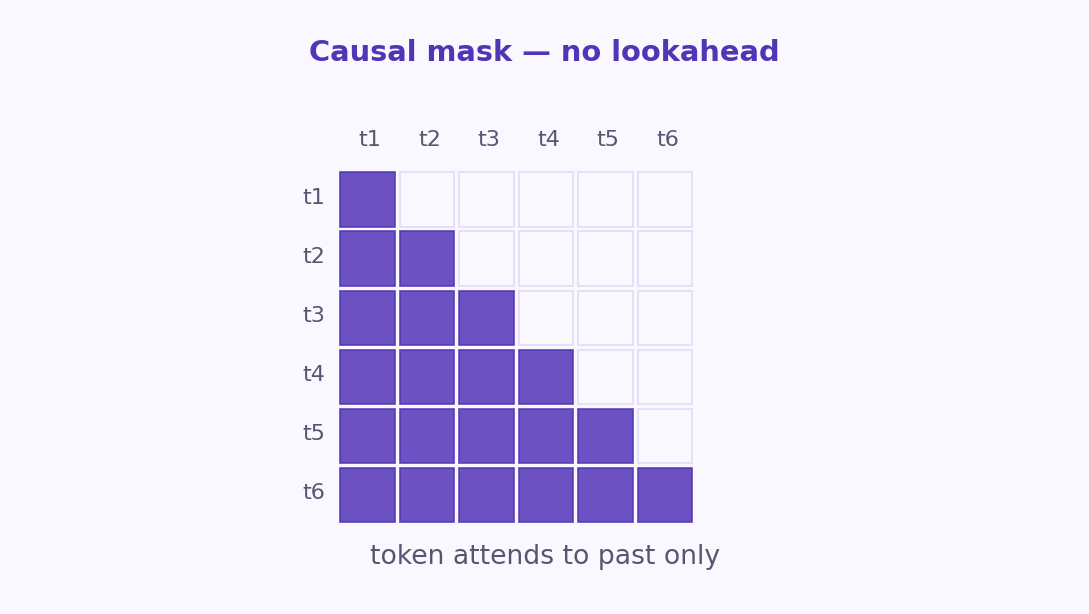 Causal mask — no lookahead
t1 t2 t3 t4 t5 t6
t1
t2
t3
t4
t5
t6
token attends to past only